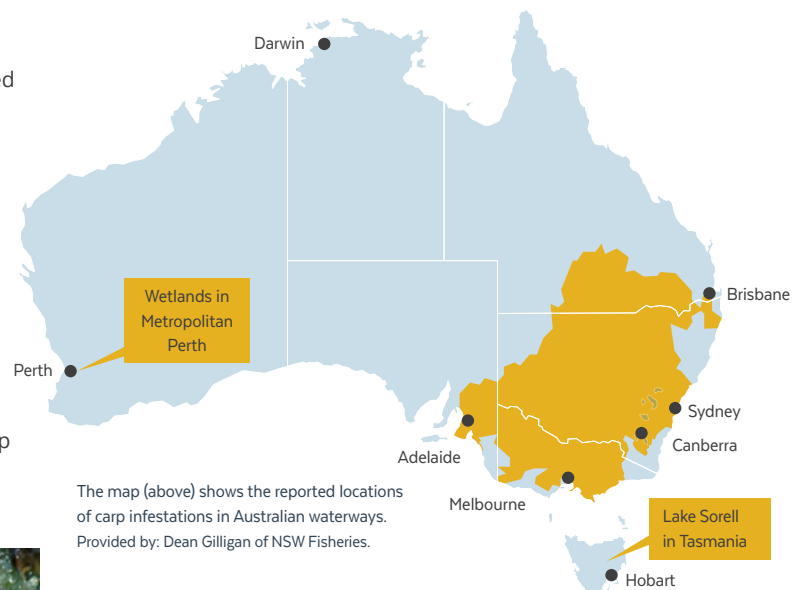 Darwin
ed
Brisbane
Wetlands in
Metropolitan
Perth
Perth
Sydney
p
Canberra
Adelaide
Melbourne
The map (above) shows the reported locations
of carp infestations in Australian waterways.
Provided by: Dean Gilligan of NSW Fisheries.
Lake Sorell
in Tasmania
Hobart